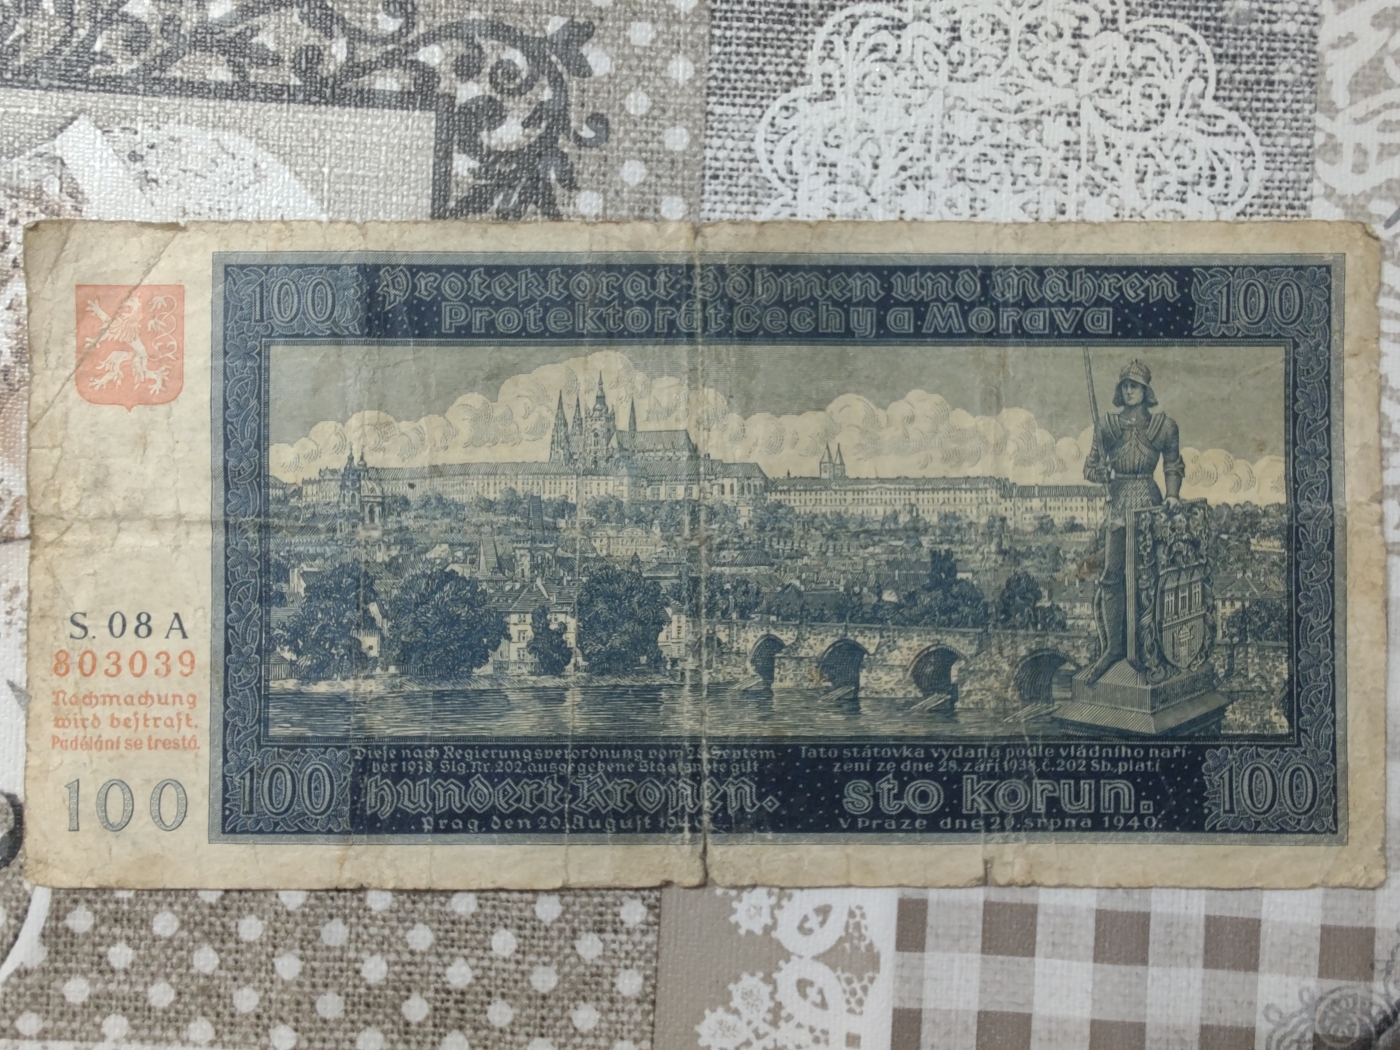 100
Protektorat Böhmen und Mähren
100
Protektorát Čechy a Morava
S. 08 A
803039
Nachmachung
wird bestraft.
Padělání se trestá.
100
100
Diese nach Regierungsverordnung vom 28. Septem
ber 1938, Slg. Nr. 202, ausgegebene Staatsnote gilt
hundert Kronen.
Prag, den 20. August 1940.
Tato státovka vydaná podle vládního naří-
zení ze dne 28. září 1938, č. 202 Sb., platí
sto korun.
V Praze dne 20. srpna 1940.
100